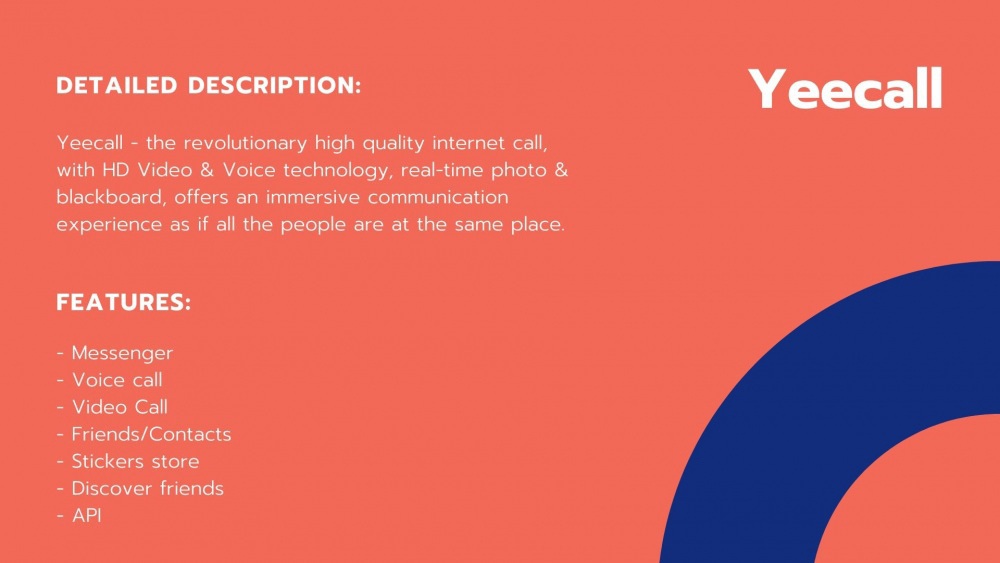 Yeecall
DETAILED DESCRIPTION:
Yeecall - the revolutionary high quality internet call,
with HD Video & Voice technology, real-time photo &
blackboard, offers an immersive communication
experience as if all the people are at the same place.
FEATURES:
- Messenger
- Voice call
- Video Call
- Friends/Contacts
- Stickers store
- Discover friends
- API